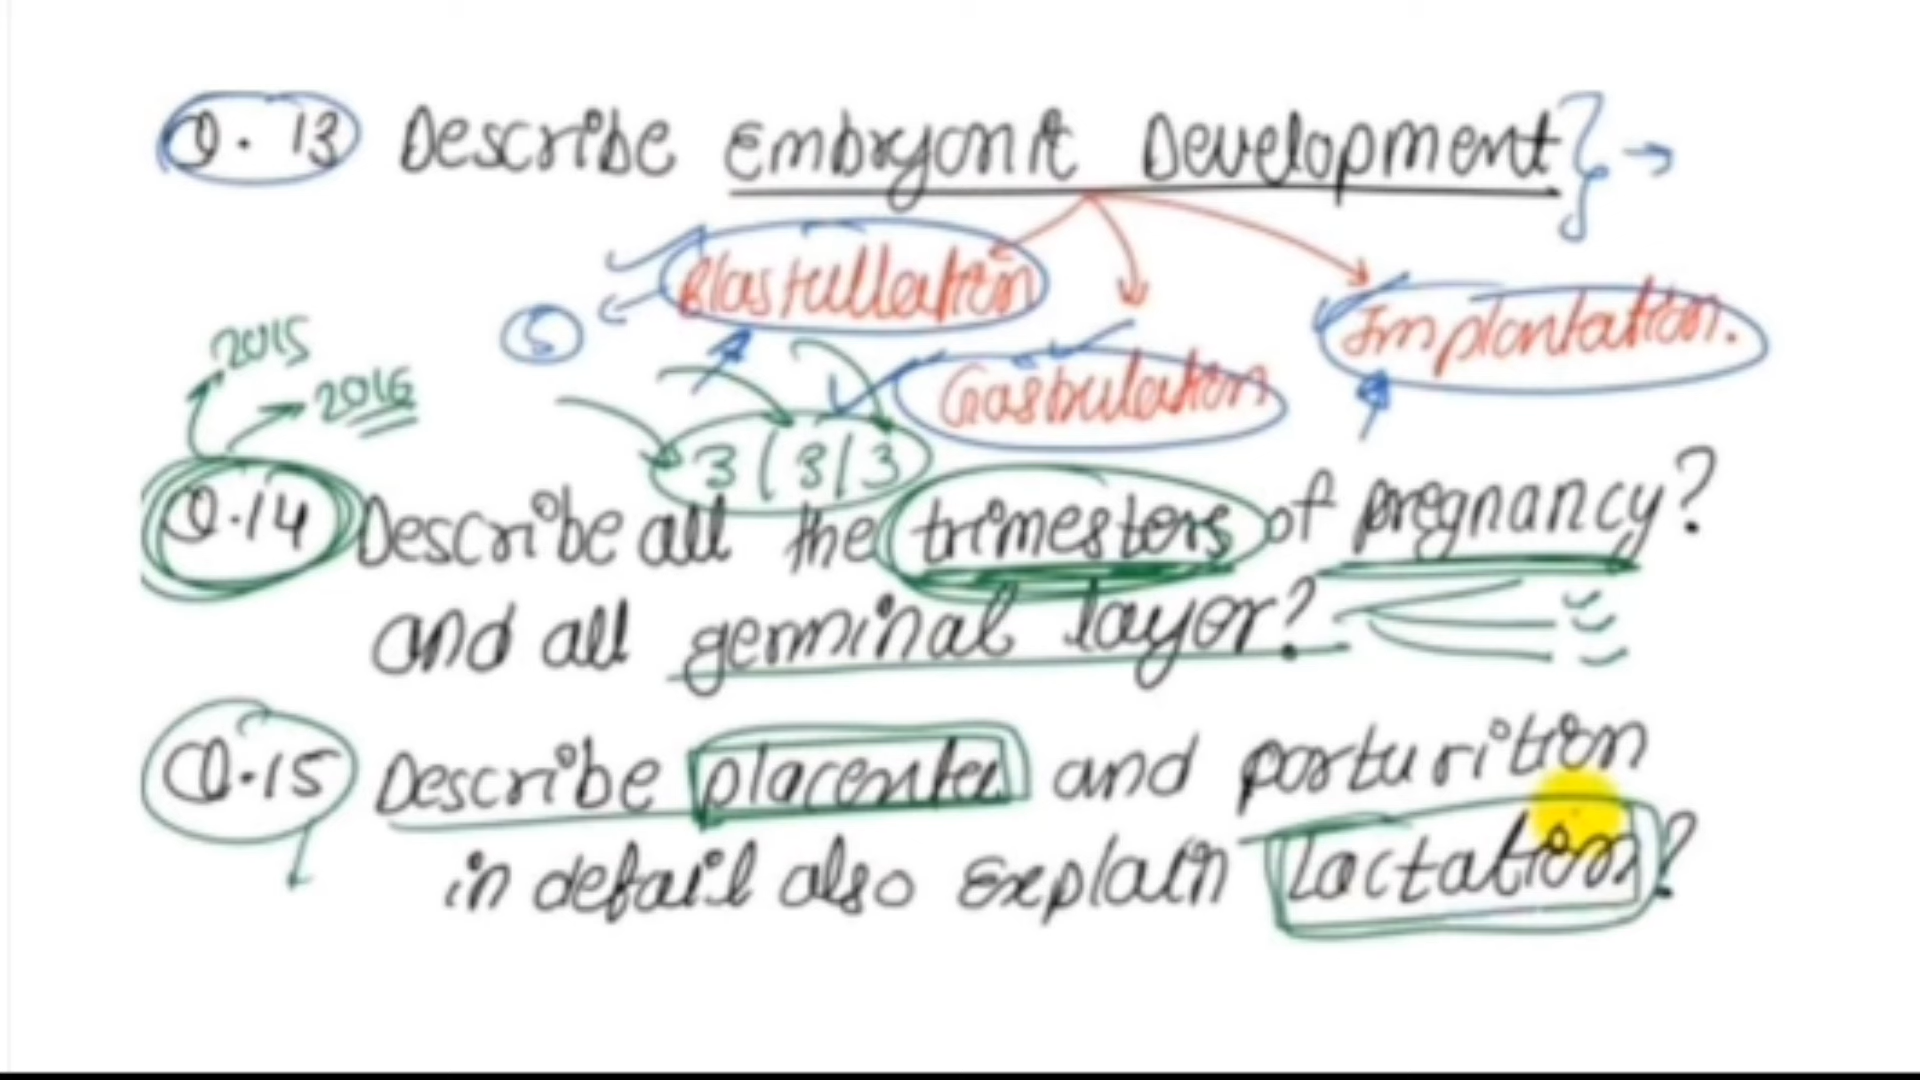 Q. 13 Describe Embryonic Development} →
Blastullation
5
Implantation.
2015
2016
Gastrulation
3 | 3 | 3
Q.14 Describe all the trimesters of pregnancy?
and all germinal layer?
Q.15 Describe placenta and parturition
in detail also Explain Lactation?